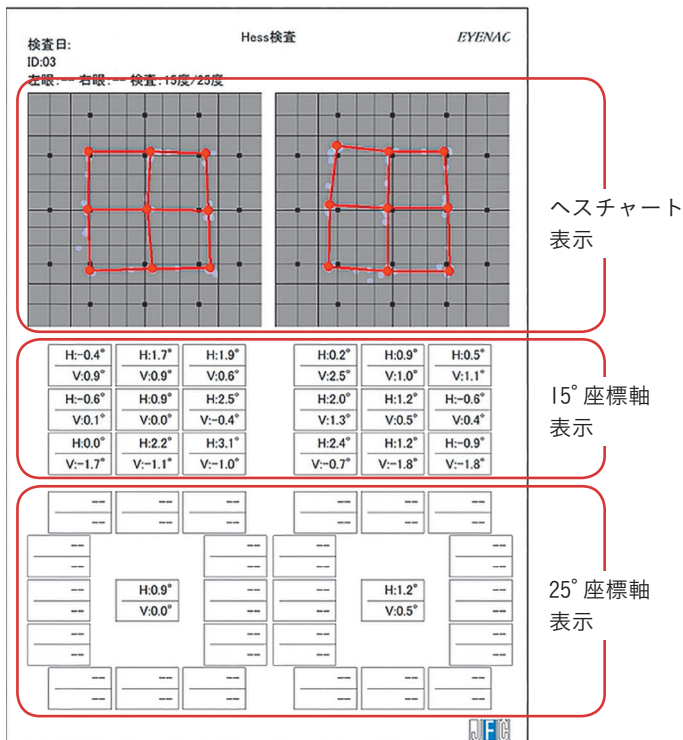 Hess検査
EYENAC
検査日:
ID:03
左眼:-- 右眼:-- 検査:15度/25度
ヘスチャート
表示
H:-0.4° H:1.7° H:1.9° H:0.2° H:0.9° H:0.5°
V:0.9° V:0.9° V:0.6° V:2.5° V:1.0° V:1.1°
H:-0.6° H:0.9° H:2.5° H:2.0° H:1.2° H:-0.6°
V:0.1° V:0.0° V:-0.4° V:1.3° V:0.5° V:0.4°
H:0.0° H:2.2° H:3.1° H:2.4° H:1.2° H:-0.9°
V:-1.7° V:-1.1° V:-1.0° V:-0.7° V:-1.8° V:-1.8°
15°座標軸
表示
-- -- -- -- -- --
-- -- -- -- -- --
-- -- -- --
-- -- -- --
-- H:0.9° -- -- H:1.2° --
-- V:0.0° -- -- V:0.5° --
-- -- -- --
-- -- -- --
-- -- -- -- -- --
-- -- -- -- -- --
25°座標軸
表示
JFC